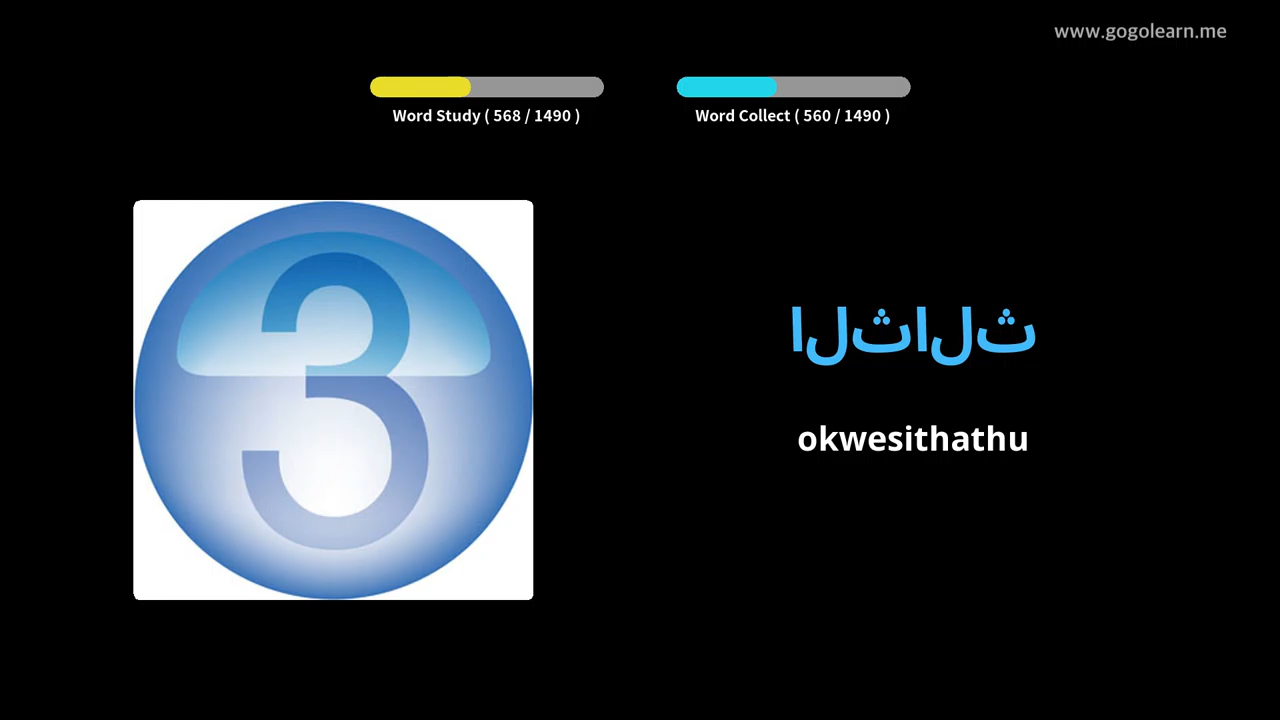 www.gogolearn.me
Word Study ( 568 / 1490 )
Word Collect ( 560 / 1490 )
3
الثالث
okwesithathu